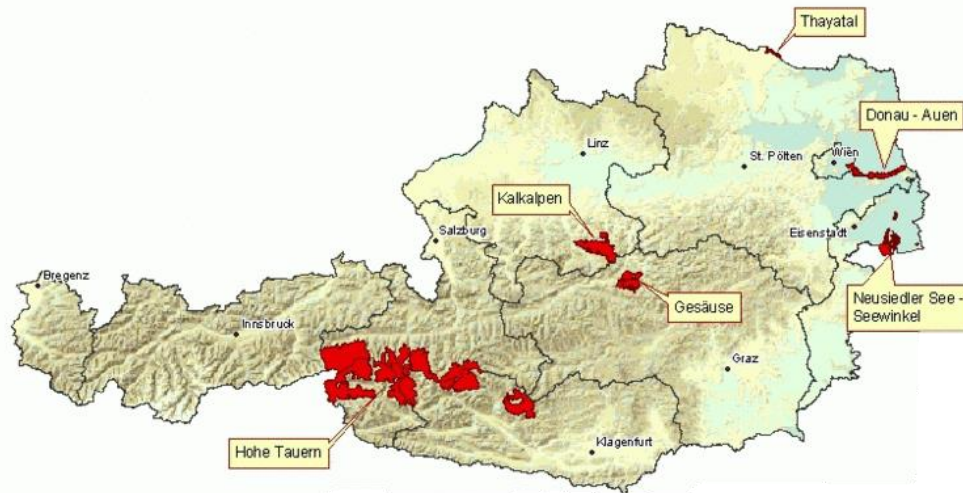 Thayatal
Donau - Auen
Linz
St. Pölten
Wien
Kalkalpen
Salzburg
Eisenstadt
Bregenz
Gesäuse
Neusiedler See -
Seewinkel
Innsbruck
Graz
Hohe Tauern
Klagenfurt